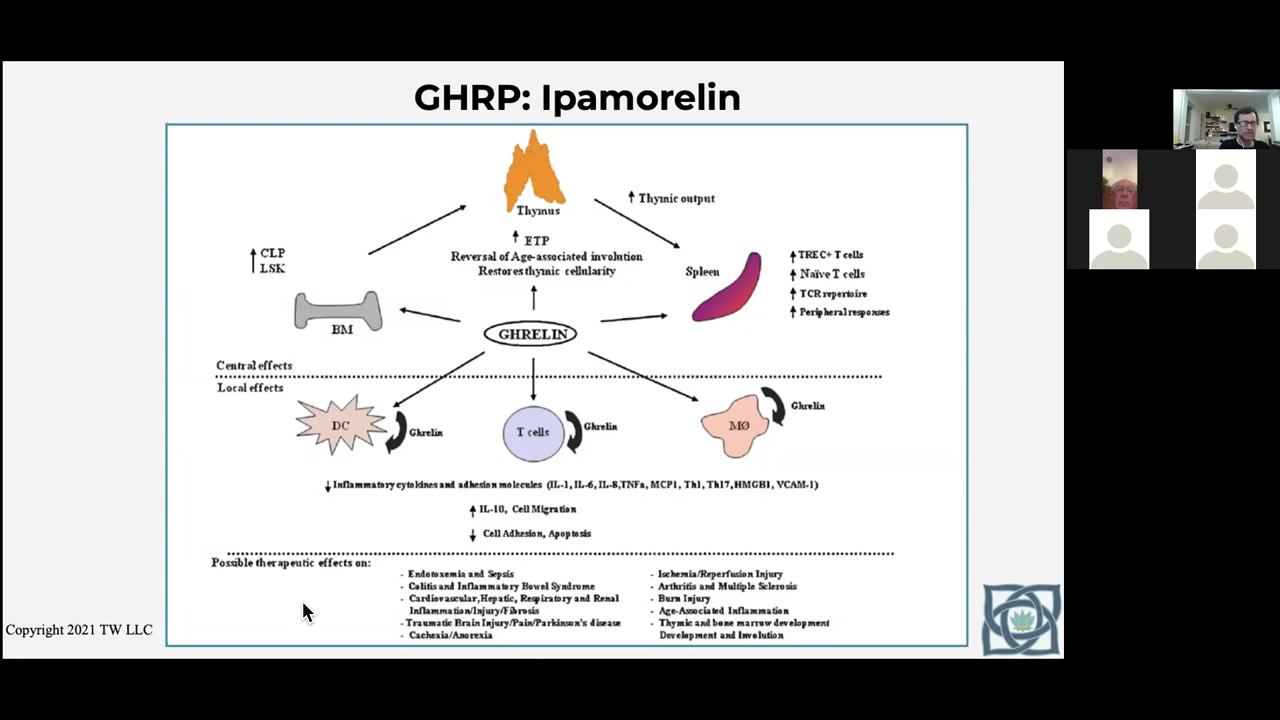 GHRP: Ipamorelin
Thymus
↑ Thymic output
↑ CLP
LSK
↑ ETP
Reversal of Age-associated involution
Restores thymic cellularity
Spleen
↑ TREC+ T cells
↑ Naïve T cells
↑ TCR repertoire
↑ Peripheral responses
BM
GHRELIN
Central effects
Local effects
DC
Ghrelin
T cells
Ghrelin
MØ
Ghrelin
↓ Inflammatory cytokines and adhesion molecules (IL-1, IL-6, IL-8,TNFa, MCP1, Th1, Th17, HMGB1, VCAM-1)
↑ IL-10, Cell Migration
↓ Cell Adhesion, Apoptosis
Possible therapeutic effects on:
- Endotoxemia and Sepsis
- Colitis and Inflammatory Bowel Syndrome
- Cardiovascular, Hepatic, Respiratory and Renal
Inflammation/Injury/Fibrosis
- Traumatic Brain Injury/Pain/Parkinson's disease
- Cachexia/Anorexia
- Ischemia/Reperfusion Injury
- Arthritis and Multiple Sclerosis
- Burn Injury
- Age-Associated Inflammation
- Thymic and bone marrow development
Development and Involution
Copyright 2021 TW LLC